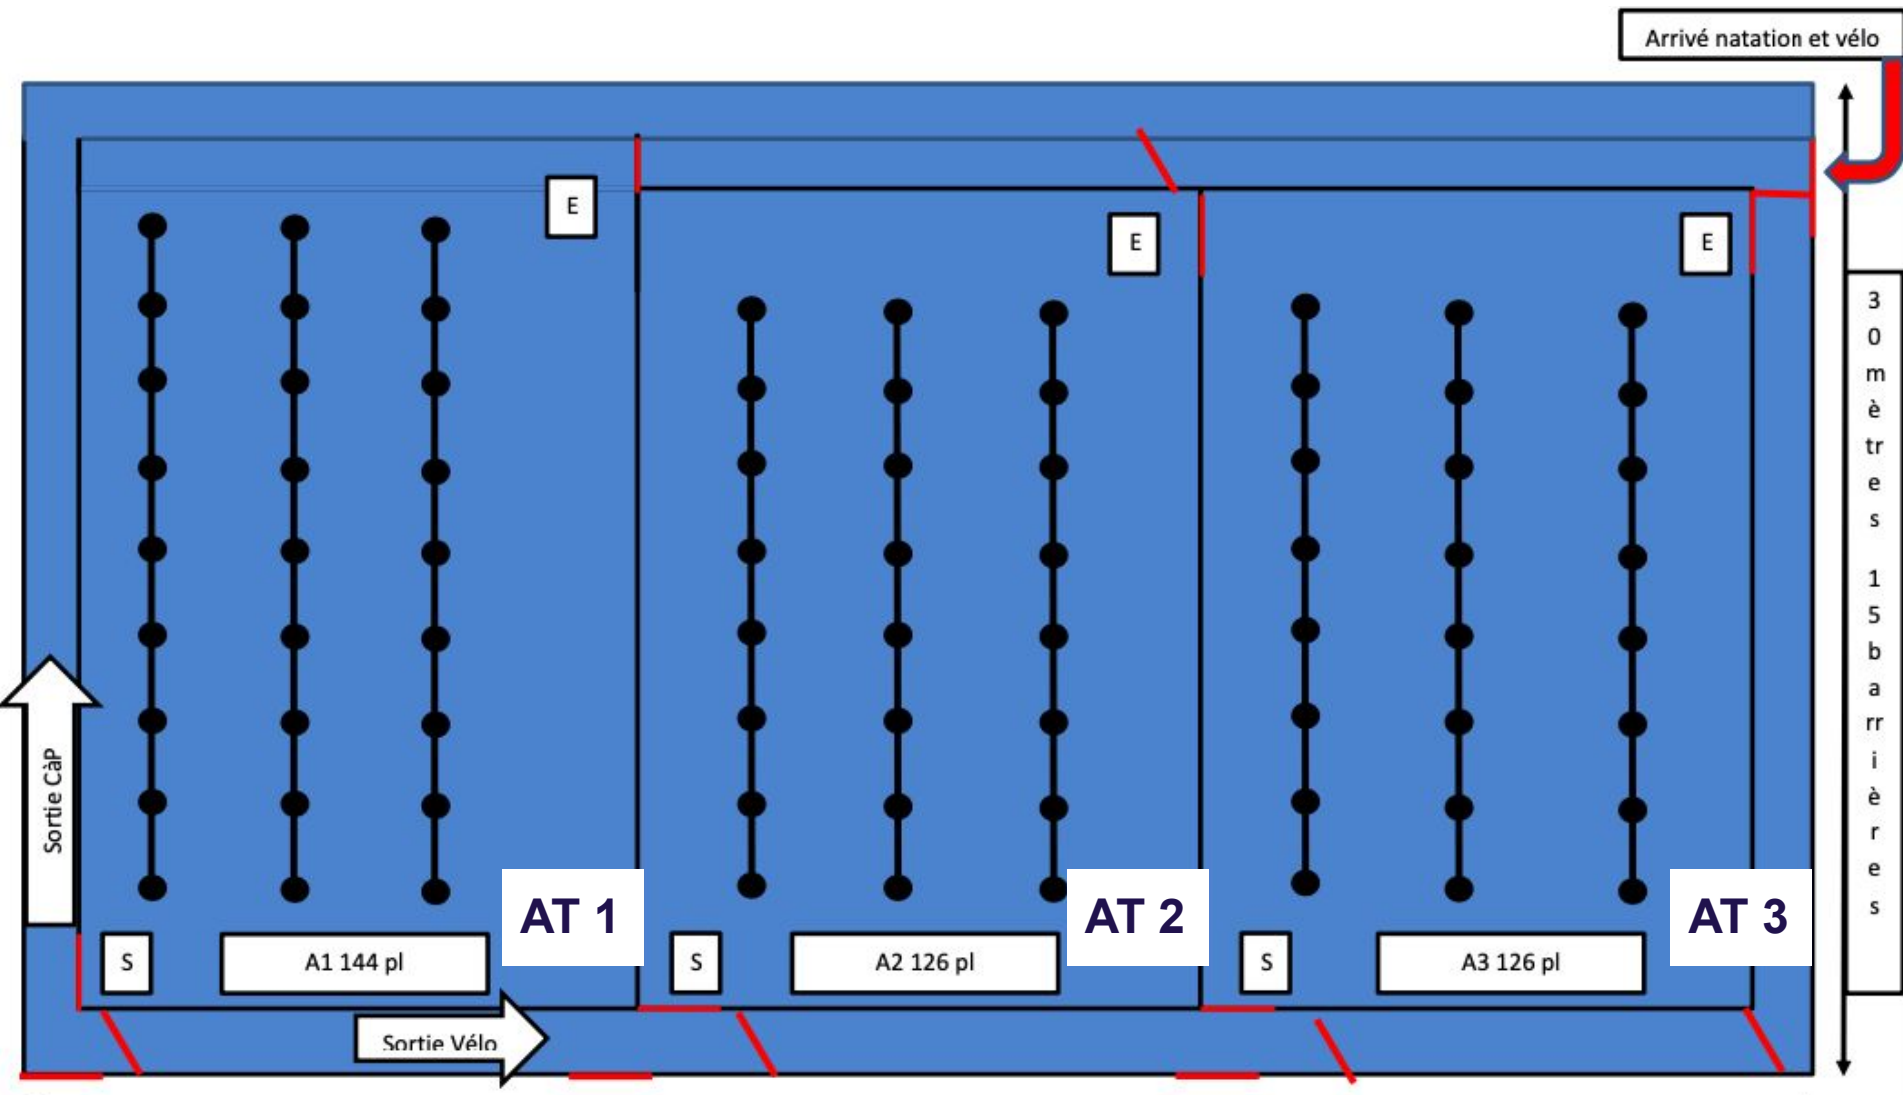 Arrivé natation et vélo
E
E
E
3
0
m
è
tr
e
s
1
5
b
a
rr
i
è
r
e
s
Sortie CàP
AT 1
AT 2
AT 3
S
A1 144 pl
S
A2 126 pl
S
A3 126 pl
Sortie Vélo